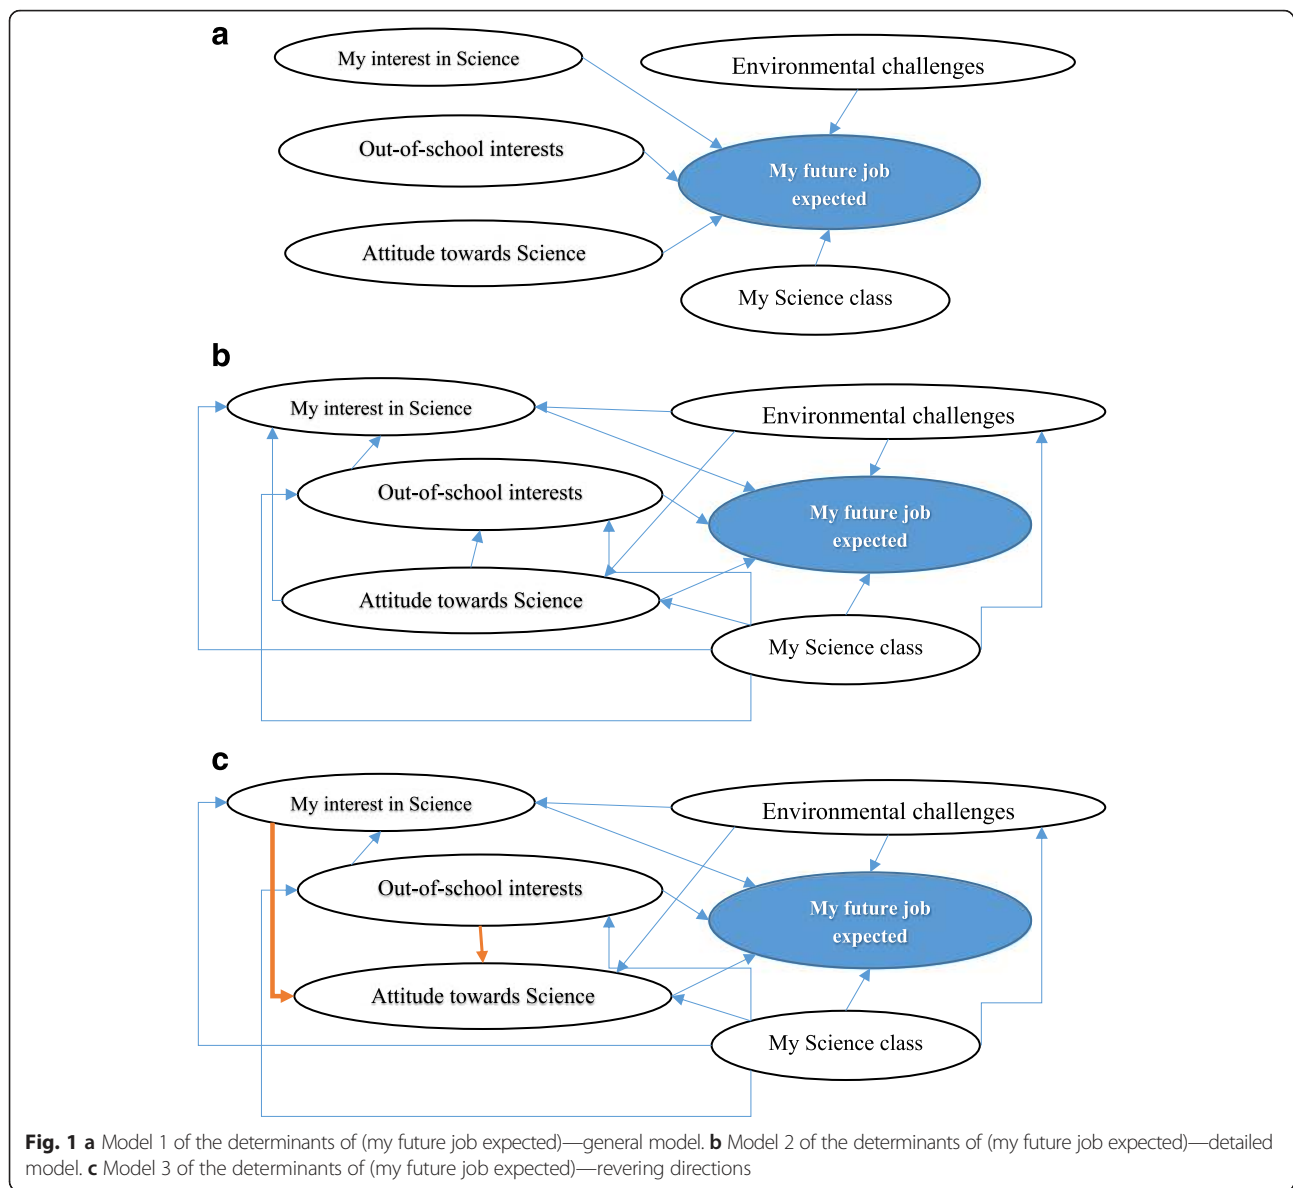 a
My interest in Science
Environmental challenges
Out-of-school interests
My future job
expected
Attitude towards Science
My Science class
b
My interest in Science
Environmental challenges
Out-of-school interests
My future job
expected
Attitude towards Science
My Science class
c
My interest in Science
Environmental challenges
Out-of-school interests
My future job
expected
Attitude towards Science
My Science class
Fig. 1 a Model 1 of the determinants of (my future job expected)—general model. b Model 2 of the determinants of (my future job expected)—detailed
model. c Model 3 of the determinants of (my future job expected)—revering directions